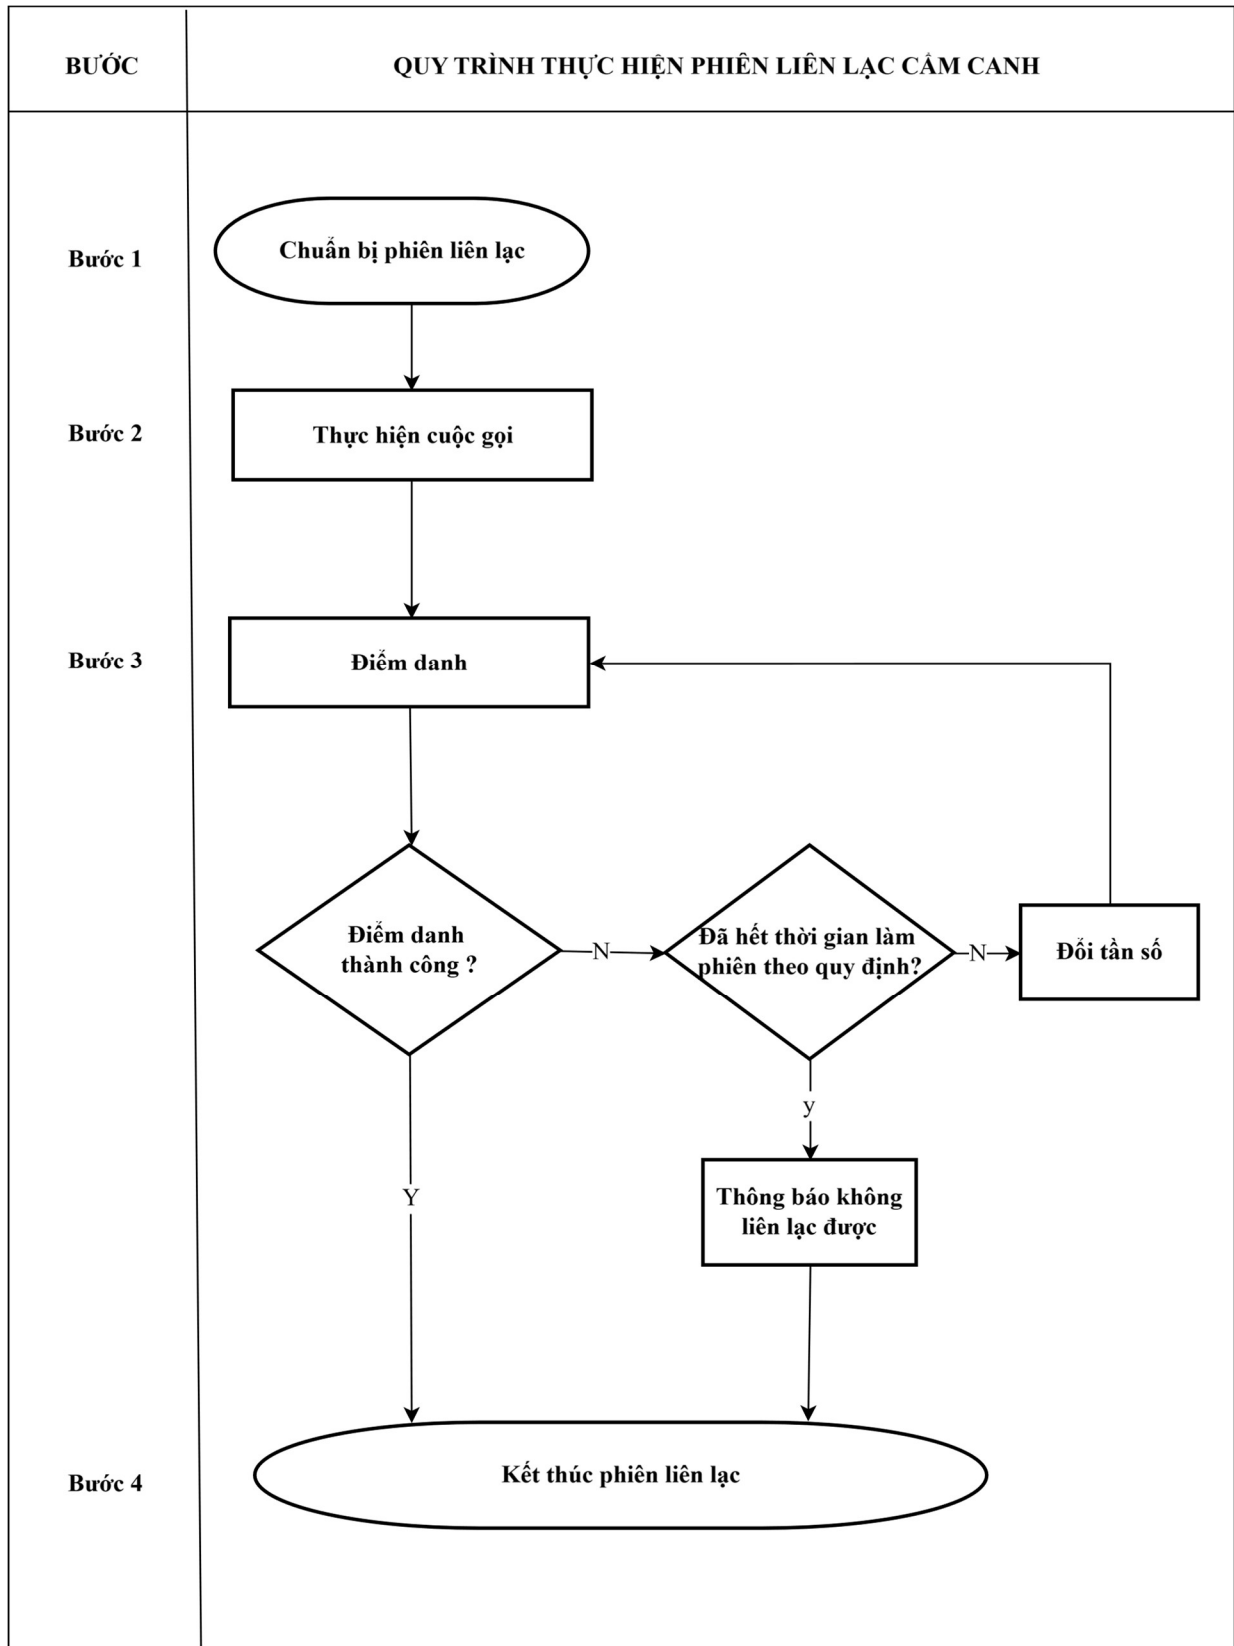 BƯỚC
QUY TRÌNH THỰC HIỆN PHIÊN LIÊN LẠC CẦM CANH
Bước 1
Chuẩn bị phiên liên lạc
Bước 2
Thực hiện cuộc gọi
Bước 3
Điểm danh
Điểm danh
thành công ?
N
Đã hết thời gian làm
phiên theo quy định?
N
Đổi tần số
y
Thông báo không
liên lạc được
Y
Bước 4
Kết thúc phiên liên lạc